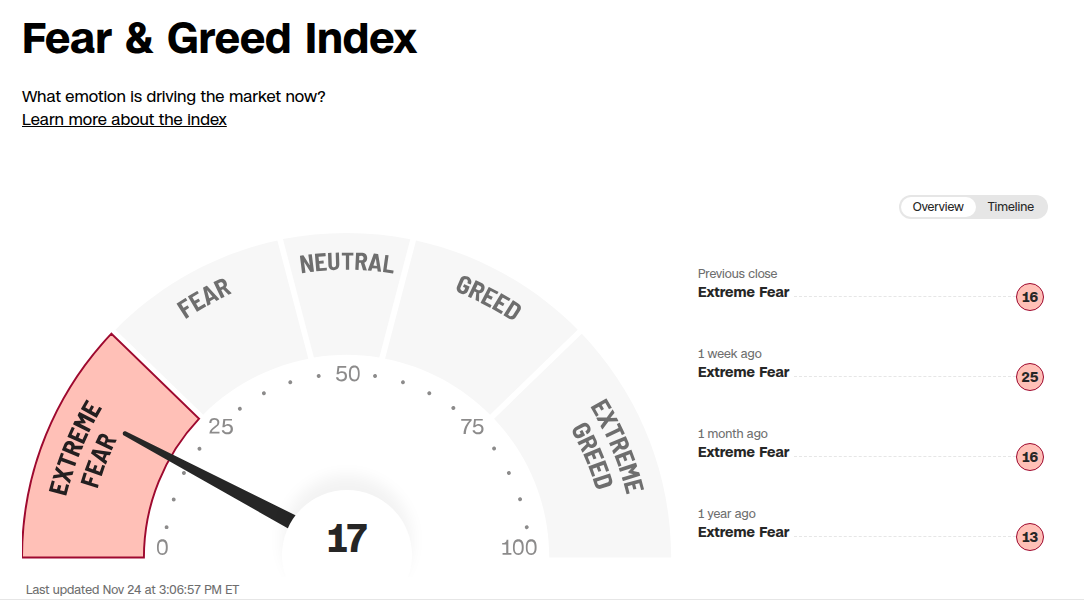 Fear & Greed Index
What emotion is driving the market now?
Learn more about the index
Overview
Timeline
EXTREME
FEAR
FEAR
NEUTRAL
GREED
EXTREME
GREED
0
25
50
75
100
17
Last updated Nov 24 at 3:06:57 PM ET
Previous close
Extreme Fear
16
1 week ago
Extreme Fear
25
1 month ago
Extreme Fear
16
1 year ago
Extreme Fear
13